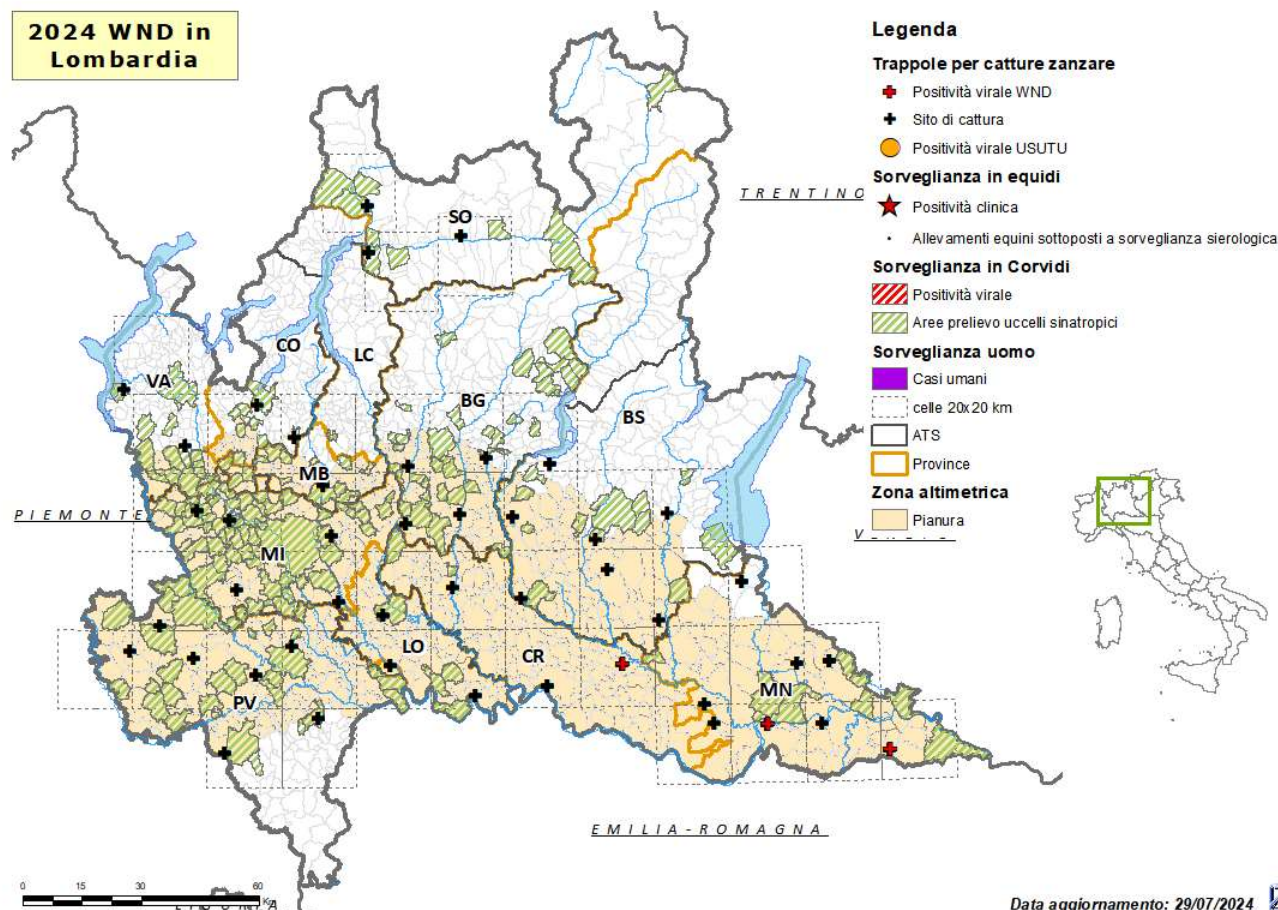 2024 WND in
Lombardia
Legenda
Trappole per catture zanzare
Positività virale WND
Sito di cattura
Positività virale USUTU
Sorveglianza in equidi
Positività clinica
Allevamenti equini sottoposti a sorveglianza sierologica
Sorveglianza in Corvidi
Positività virale
Aree prelievo uccelli sinatropici
Sorveglianza uomo
Casi umani
celle 20x20 km
ATS
Province
Zona altimetrica
Pianura
TRENTINO
SO
CO
LC
VA
BG
BS
MB
PIEMONTE
MI
LO
CR
MN
PV
EMILIA-ROMAGNA
0 15 30 60
Km
Data aggiornamento: 29/07/2024